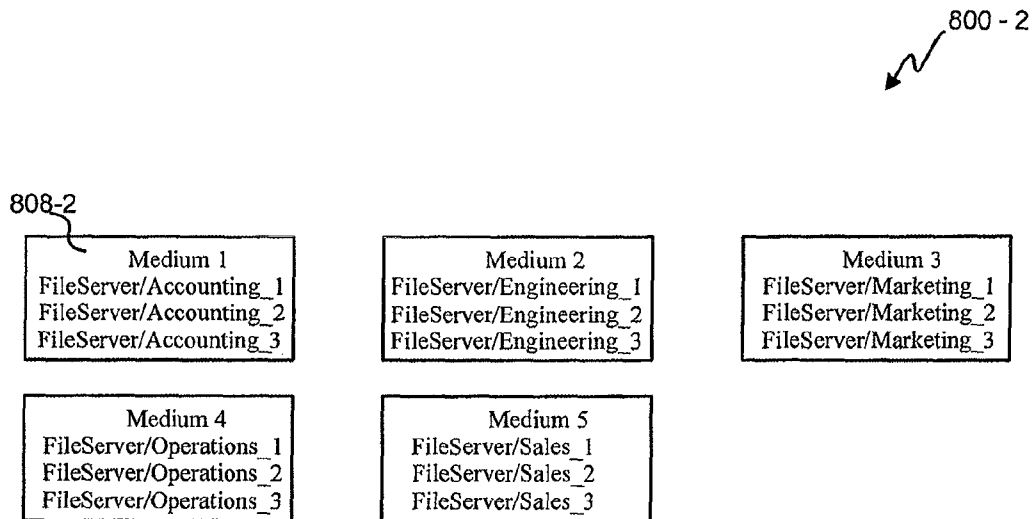 800 - 2
808-2
Medium 1
FileServer/Accounting_1
FileServer/Accounting_2
FileServer/Accounting_3
Medium 2
FileServer/Engineering_1
FileServer/Engineering_2
FileServer/Engineering_3
Medium 3
FileServer/Marketing_1
FileServer/Marketing_2
FileServer/Marketing_3
Medium 4
FileServer/Operations_1
FileServer/Operations_2
FileServer/Operations_3
Medium 5
FileServer/Sales_1
FileServer/Sales_2
FileServer/Sales_3